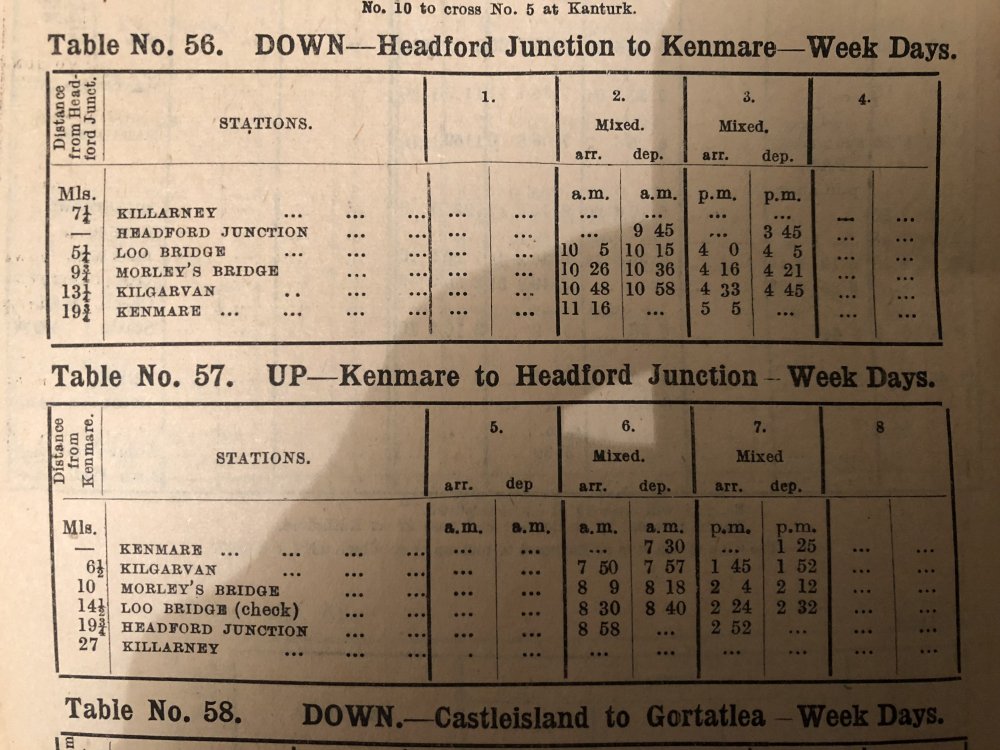 No. 10 to cross No. 5 at Kanturk.
Table No. 56. DOWN—Headford Junction to Kenmare—Week Days.
Distance from Headford Junct. STATIONS. 1. 2. 3. 4.
Mixed. Mixed.
arr. dep. arr. dep.
Mls. a.m. a.m. p.m. p.m.
7¼ KILLARNEY ... ... ... ... ... ... ... ... ... — ...
— HEADFORD JUNCTION ... ... ... ... 9 45 ... 3 45 ... ...
5¼ LOO BRIDGE ... ... ... ... 10 5 10 15 4 0 4 5 ... ...
9¾ MORLEY'S BRIDGE ... ... ... 10 26 10 36 4 16 4 21 ... ...
13¼ KILGARVAN .. ... ... ... 10 48 10 58 4 33 4 45 ... ...
19¾ KENMARE ... ... ... ... ... 11 16 ... 5 5 ... ... ...
Table No. 57. UP—Kenmare to Headford Junction—Week Days.
Distance from Kenmare. STATIONS. 5. 6. 7. 8
Mixed. Mixed
arr. dep arr. dep. arr. dep.
Mls. a.m. a.m. a.m. a.m. p.m. p.m.
— KENMARE ... ... ... ... ... ... 7 30 ... 1 25 ... ...
6½ KILGARVAN ... ... ... ... 7 50 7 57 1 45 1 52 ... ...
10 MORLEY'S BRIDGE ... ... ... 8 9 8 18 2 4 2 12 ... ...
14½ LOO BRIDGE (check) ... ... ... 8 30 8 40 2 24 2 32 ... ...
19¾ HEADFORD JUNCTION ... ... ... 8 58 ... 2 52 ... ... ...
27 KILLARNEY ... ... . ... ... ... ... ... ... ...
Table No. 58. DOWN.—Castleisland to Gortatlea—Week Days.